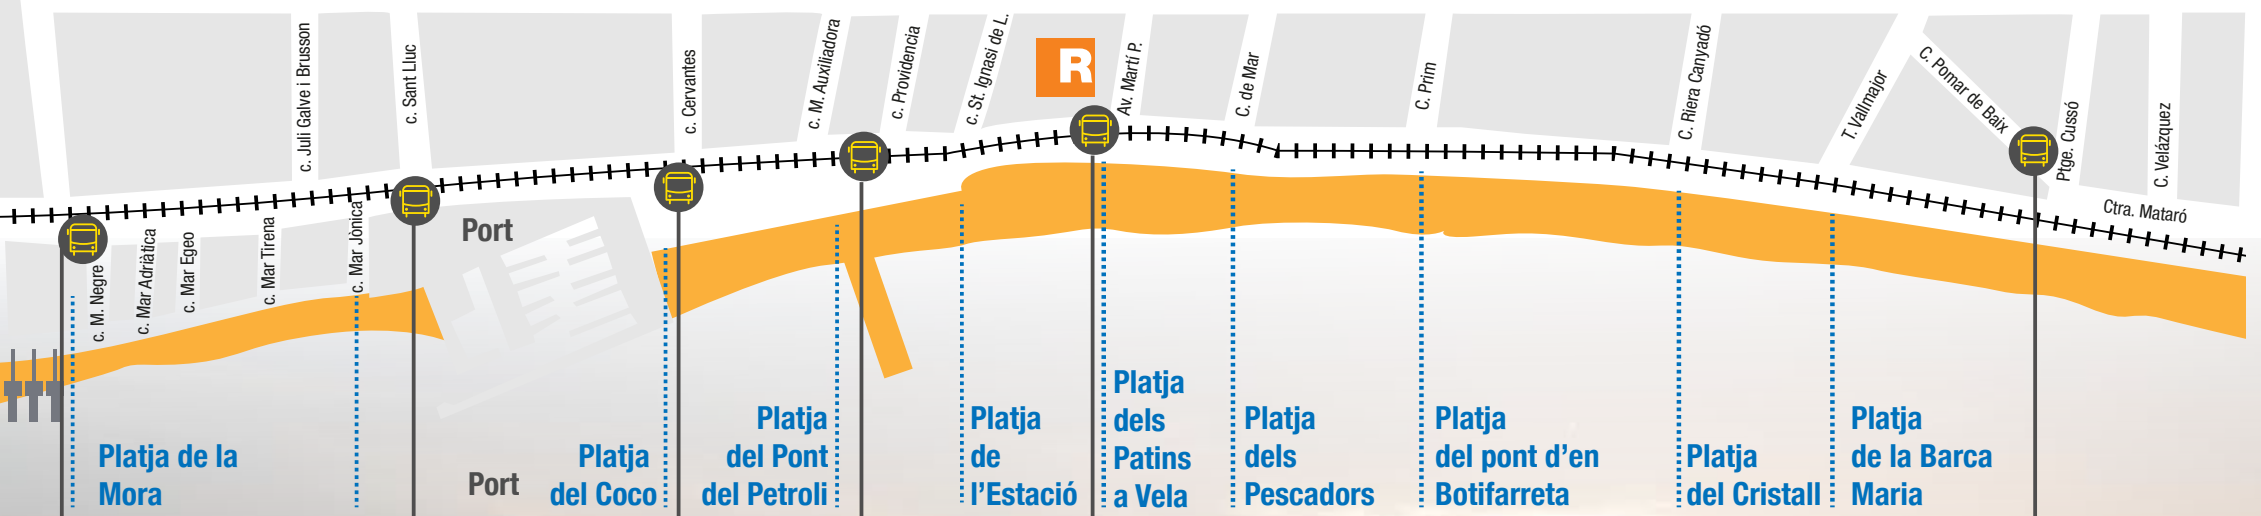 c. Juli Galve i Brusson
c. Sant Lluc
c. Cervantes
c. M. Auxiliadora
c. Providencia
c. St. Ignasi de L.
R
Av. Martí P.
C. de Mar
C. Prim
C. Riera Canyadó
T. Vallmajor
C. Pomar de Baix
Ptge. Cussó
C. Velázquez
Ctra. Mataró
c. M. Negre
c. Mar Adriàtica
c. Mar Egeo
c. Mar Tirena
c. Mar Jònica
Port
Platja de la
Mora
Port
Platja
del Coco
Platja
del Pont
del Petroli
Platja
de
l'Estació
Platja
dels
Patins
a Vela
Platja
dels
Pescadors
Platja
del pont d'en
Botifarreta
Platja
del Cristall
Platja
de la Barca
Maria